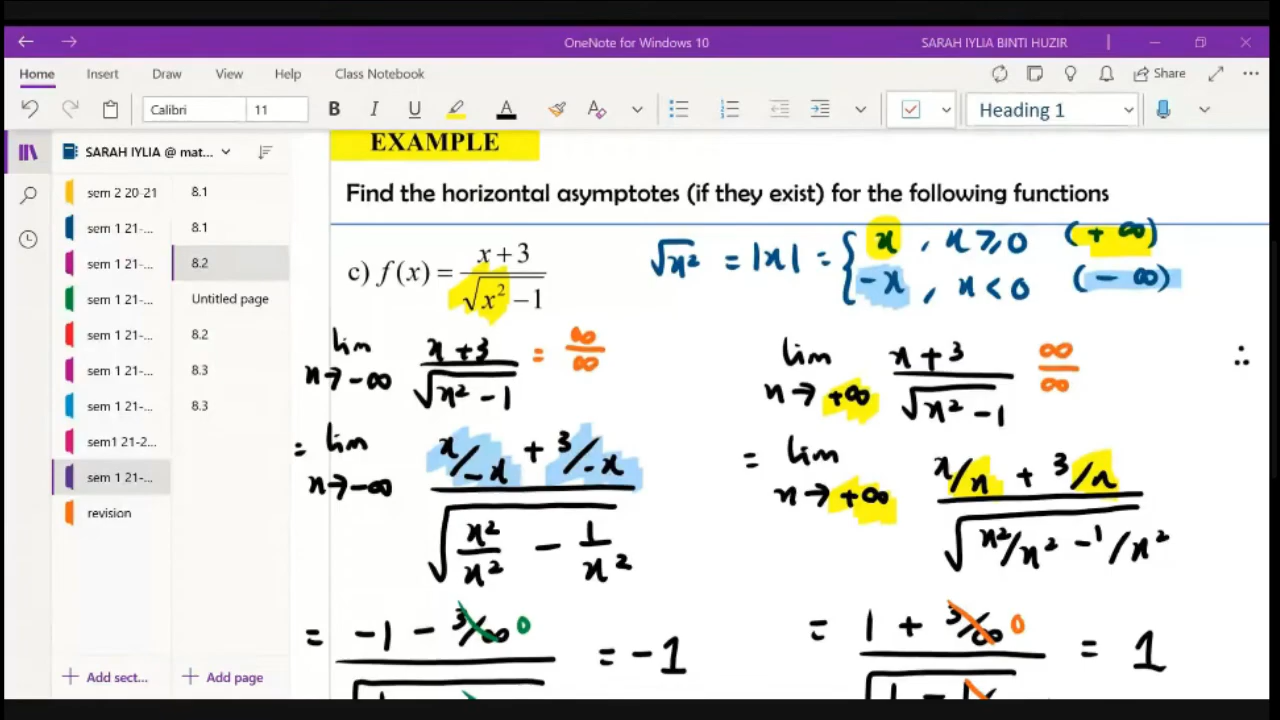 OneNote for Windows 10
SARAH IYLIA BINTI HUZIR
Home Insert Draw View Help Class Notebook
Share
Calibri 11 B I U A Heading 1
SARAH IYLIA @ mat...
sem 2 20-21
sem 1 21-...
sem 1 21-...
sem 1 21-...
sem 1 21-...
sem 1 21-...
sem 1 21-...
sem1 21-2...
sem 1 21-...
revision
Add sect...
8.1
8.1
8.2
Untitled page
8.2
8.3
8.3
Add page
EXAMPLE
Find the horizontal asymptotes (if they exist) for the following functions
c) f(x) = (x+3)/√(x² −1)
√x² = |x| = { x , x ≥ 0 (+∞)
−x , x < 0 (−∞)
lim x→−∞ (x+3)/√(x²−1) = ∞/∞
= lim x→−∞ (x/−x + 3/−x)/√(x²/x² − 1/x²)
= (−1 − 3/∞ 0)/√(1 = −1
lim x→+∞ (x+3)/√(x²−1) ∞/∞
= lim x→+∞ (x/x + 3/x)/√(x²/x² − 1/x²)
= (1 + 3/∞ 0)/√(1 − 1 = 1
∴